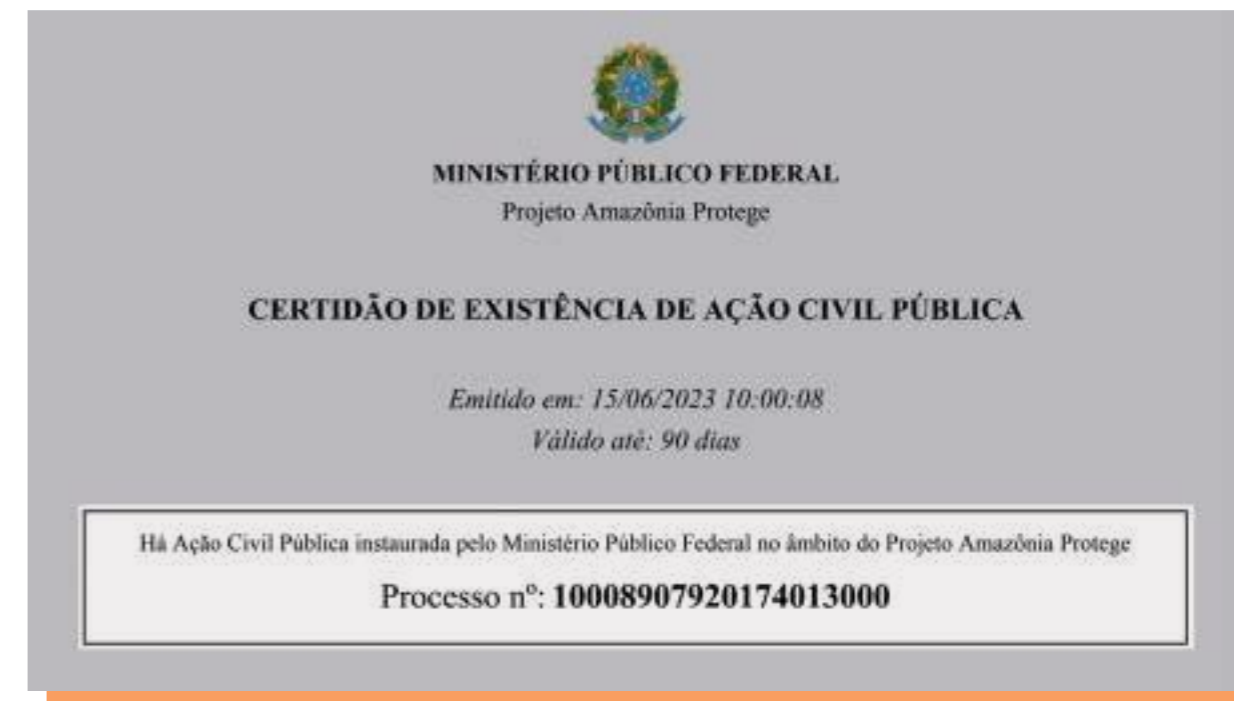 MINISTÉRIO PÚBLICO FEDERAL
Projeto Amazônia Protege
CERTIDÃO DE EXISTÊNCIA DE AÇÃO CIVIL PÚBLICA
Emitido em: 15/06/2023 10:00:08
Válido até: 90 dias
Há Ação Civil Pública instaurada pelo Ministério Público Federal no âmbito do Projeto Amazônia Protege
Processo nº: 10008907920174013000